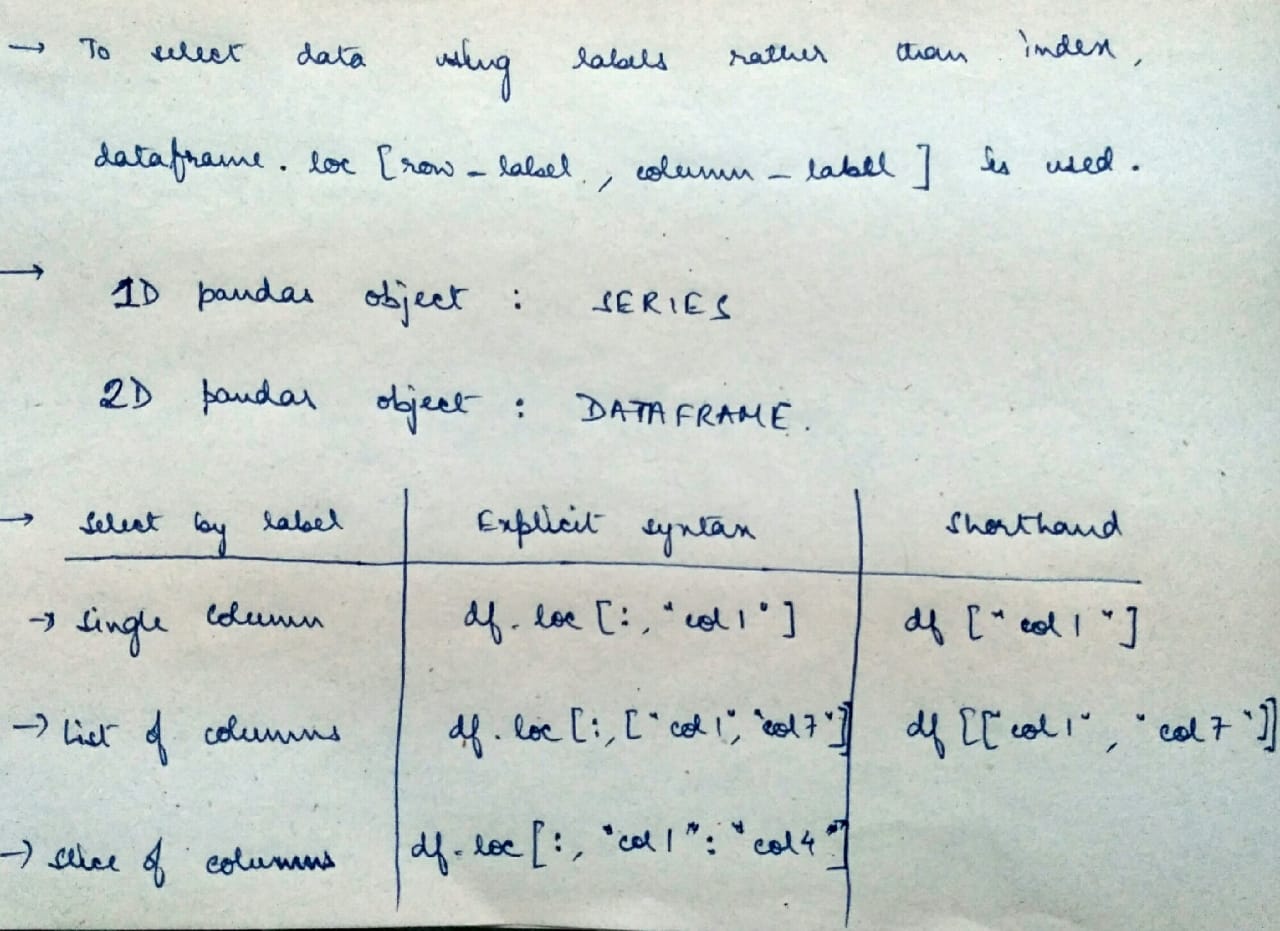 → To select data using labels rather than index,
dataframe.loc [row_label, column_label] is used.
→ 1D pandas object : SERIES
2D pandas object : DATAFRAME.
→ Select by label | Explicit syntax | Shorthand
→ Single column | df.loc [:, "col1"] | df ["col1"]
→ List of columns | df.loc [:, ["col1", "col7"]] | df [["col1", "col7"]]
→ slice of columns | df.loc [:, "col1": "col4"]